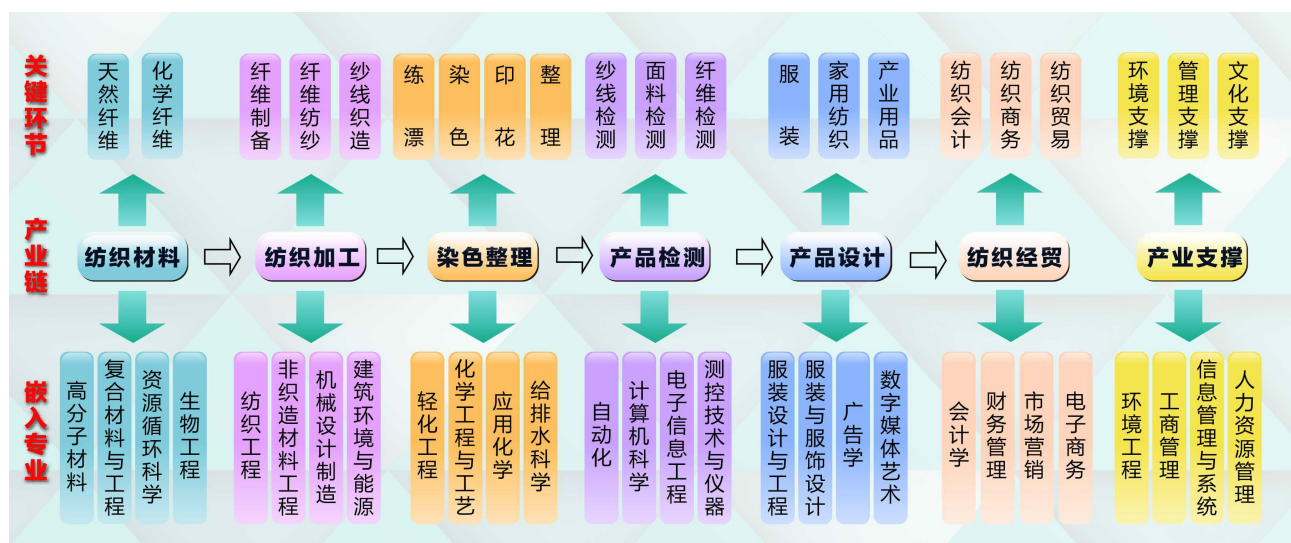 关键环节
天然纤维
化学纤维
纤维制备
纤维纺纱
纱线织造
练漂
染色
印花
整理
纱线检测
面料检测
纤维检测
服装
家用纺织
产业用品
纺织会计
纺织商务
纺织贸易
环境支撑
管理支撑
文化支撑
产业链
纺织材料
纺织加工
染色整理
产品检测
产品设计
纺织经贸
产业支撑
嵌入专业
高分子材料
复合材料与工程
资源循环科学
生物工程
纺织工程
非织造材料工程
机械设计制造
建筑环境与能源
轻化工程
化学工程与工艺
应用化学
给排水科学
自动化
计算机科学
电子信息工程
测控技术与仪器
服装设计与工程
服装与服饰设计
广告学
数字媒体艺术
会计学
财务管理
市场营销
电子商务
环境工程
工商管理
信息管理与系统
人力资源管理